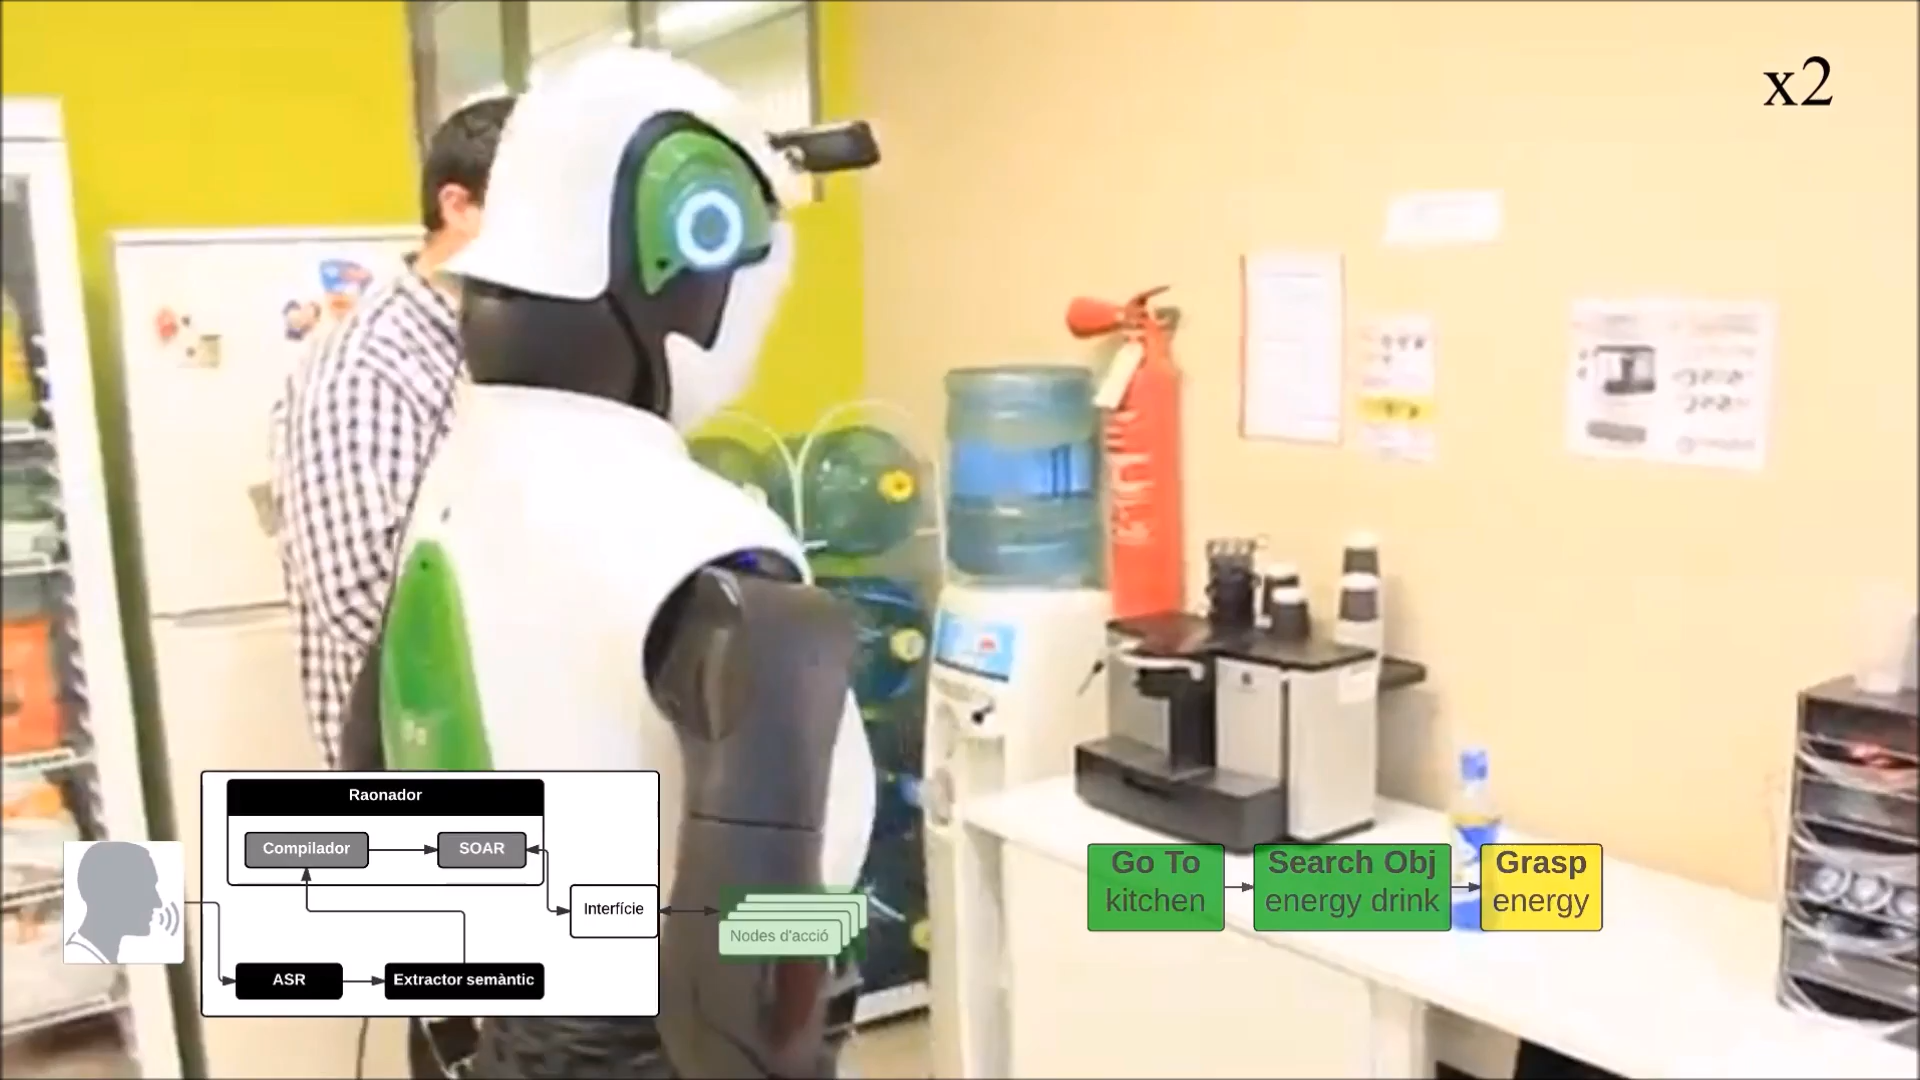 x2
Raonador
Compilador
SOAR
Interfície
Nodes d'acció
ASR
Extractor semàntic
Go To
kitchen
Search Obj
energy drink
Grasp
energy